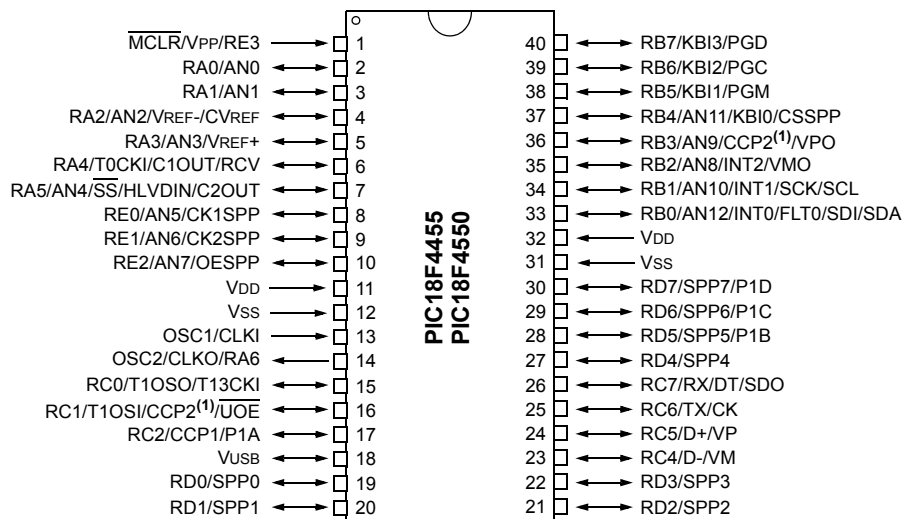 MCLR/VPP/RE3 1
RA0/AN0 2
RA1/AN1 3
RA2/AN2/VREF-/CVREF 4
RA3/AN3/VREF+ 5
RA4/T0CKI/C1OUT/RCV 6
RA5/AN4/SS/HLVDIN/C2OUT 7
RE0/AN5/CK1SPP 8
RE1/AN6/CK2SPP 9
RE2/AN7/OESPP 10
VDD 11
VSS 12
OSC1/CLKI 13
OSC2/CLKO/RA6 14
RC0/T1OSO/T13CKI 15
RC1/T1OSI/CCP2(1)/UOE 16
RC2/CCP1/P1A 17
VUSB 18
RD0/SPP0 19
RD1/SPP1 20
PIC18F4455
PIC18F4550
40 RB7/KBI3/PGD
39 RB6/KBI2/PGC
38 RB5/KBI1/PGM
37 RB4/AN11/KBI0/CSSPP
36 RB3/AN9/CCP2(1)/VPO
35 RB2/AN8/INT2/VMO
34 RB1/AN10/INT1/SCK/SCL
33 RB0/AN12/INT0/FLT0/SDI/SDA
32 VDD
31 VSS
30 RD7/SPP7/P1D
29 RD6/SPP6/P1C
28 RD5/SPP5/P1B
27 RD4/SPP4
26 RC7/RX/DT/SDO
25 RC6/TX/CK
24 RC5/D+/VP
23 RC4/D-/VM
22 RD3/SPP3
21 RD2/SPP2